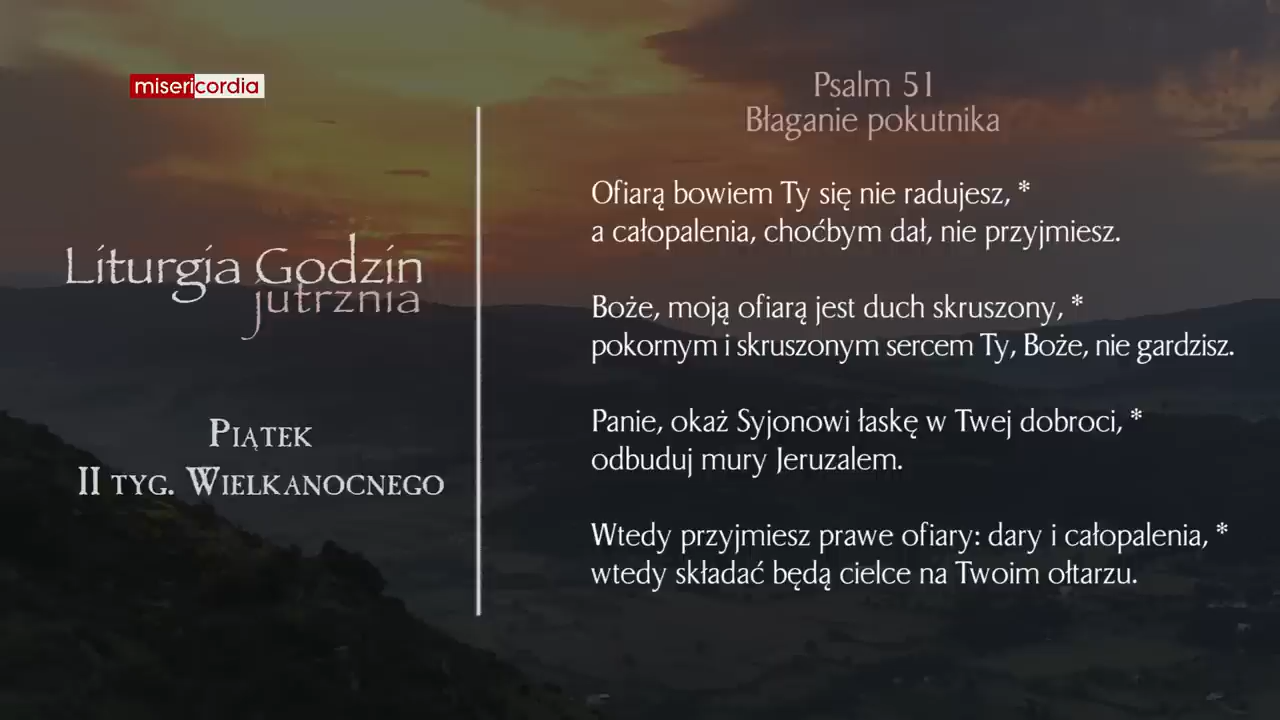 misericordia
Liturgia Godzin
jutrznia
Piątek
II tyg. Wielkanocnego
Psalm 51
Błaganie pokutnika
Ofiarą bowiem Ty się nie radujesz, *
a całopalenia, choćbym dał, nie przyjmiesz.
Boże, moją ofiarą jest duch skruszony, *
pokornym i skruszonym sercem Ty, Boże, nie gardzisz.
Panie, okaż Syjonowi łaskę w Twej dobroci, *
odbuduj mury Jeruzalem.
Wtedy przyjmiesz prawe ofiary: dary i całopalenia, *
wtedy składać będą cielce na Twoim ołtarzu.